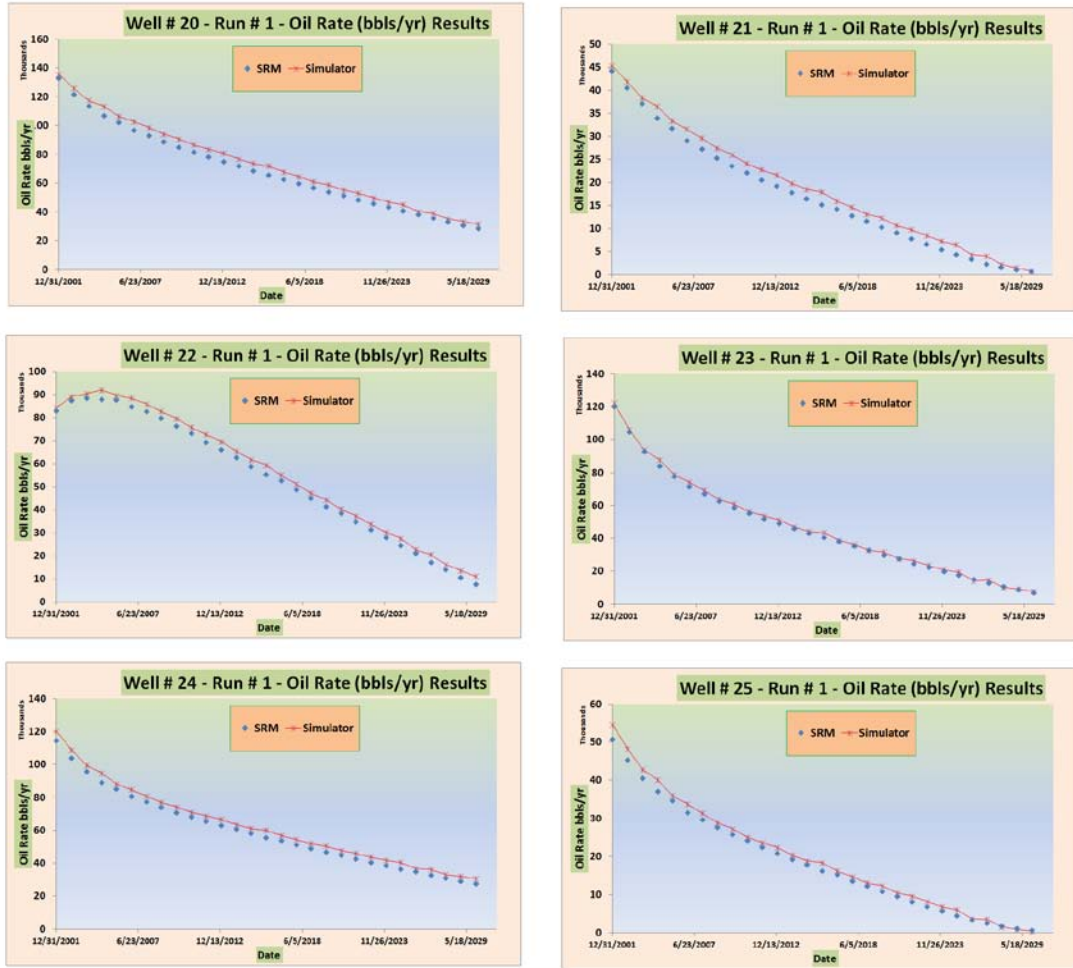 Well # 20 - Run # 1 - Oil Rate (bbls/yr) Results
Thousands
SRM Simulator
Oil Rate bbls/yr
160
140
120
100
80
60
40
20
0
12/31/2001 6/23/2007 12/13/2012 6/5/2018 11/26/2023 5/18/2029
Date
Well # 21 - Run # 1 - Oil Rate (bbls/yr) Results
Thousands
SRM Simulator
Oil Rate bbls/yr
50
45
40
35
30
25
20
15
10
5
0
12/31/2001 6/23/2007 12/13/2012 6/5/2018 11/26/2023 5/18/2029
Date
Well # 22 - Run # 1 - Oil Rate (bbls/yr) Results
Thousands
SRM Simulator
Oil Rate bbls/yr
100
90
80
70
60
50
40
30
20
10
0
12/31/2001 6/23/2007 12/13/2012 6/5/2018 11/26/2023 5/18/2029
Date
Well # 23 - Run # 1 - Oil Rate (bbls/yr) Results
Thousands
SRM Simulator
Oil Rate bbls/yr
140
120
100
80
60
40
20
0
12/31/2001 6/23/2007 12/13/2012 6/5/2018 11/26/2023 5/18/2029
Date
Well # 24 - Run # 1 - Oil Rate (bbls/yr) Results
Thousands
SRM Simulator
Oil Rate bbls/yr
140
120
100
80
60
40
20
0
12/31/2001 6/23/2007 12/13/2012 6/5/2018 11/26/2023 5/18/2029
Date
Well # 25 - Run # 1 - Oil Rate (bbls/yr) Results
Thousands
SRM Simulator
Oil Rate bbls/yr
60
50
40
30
20
10
0
12/31/2001 6/23/2007 12/13/2012 6/5/2018 11/26/2023 5/18/2029
Date